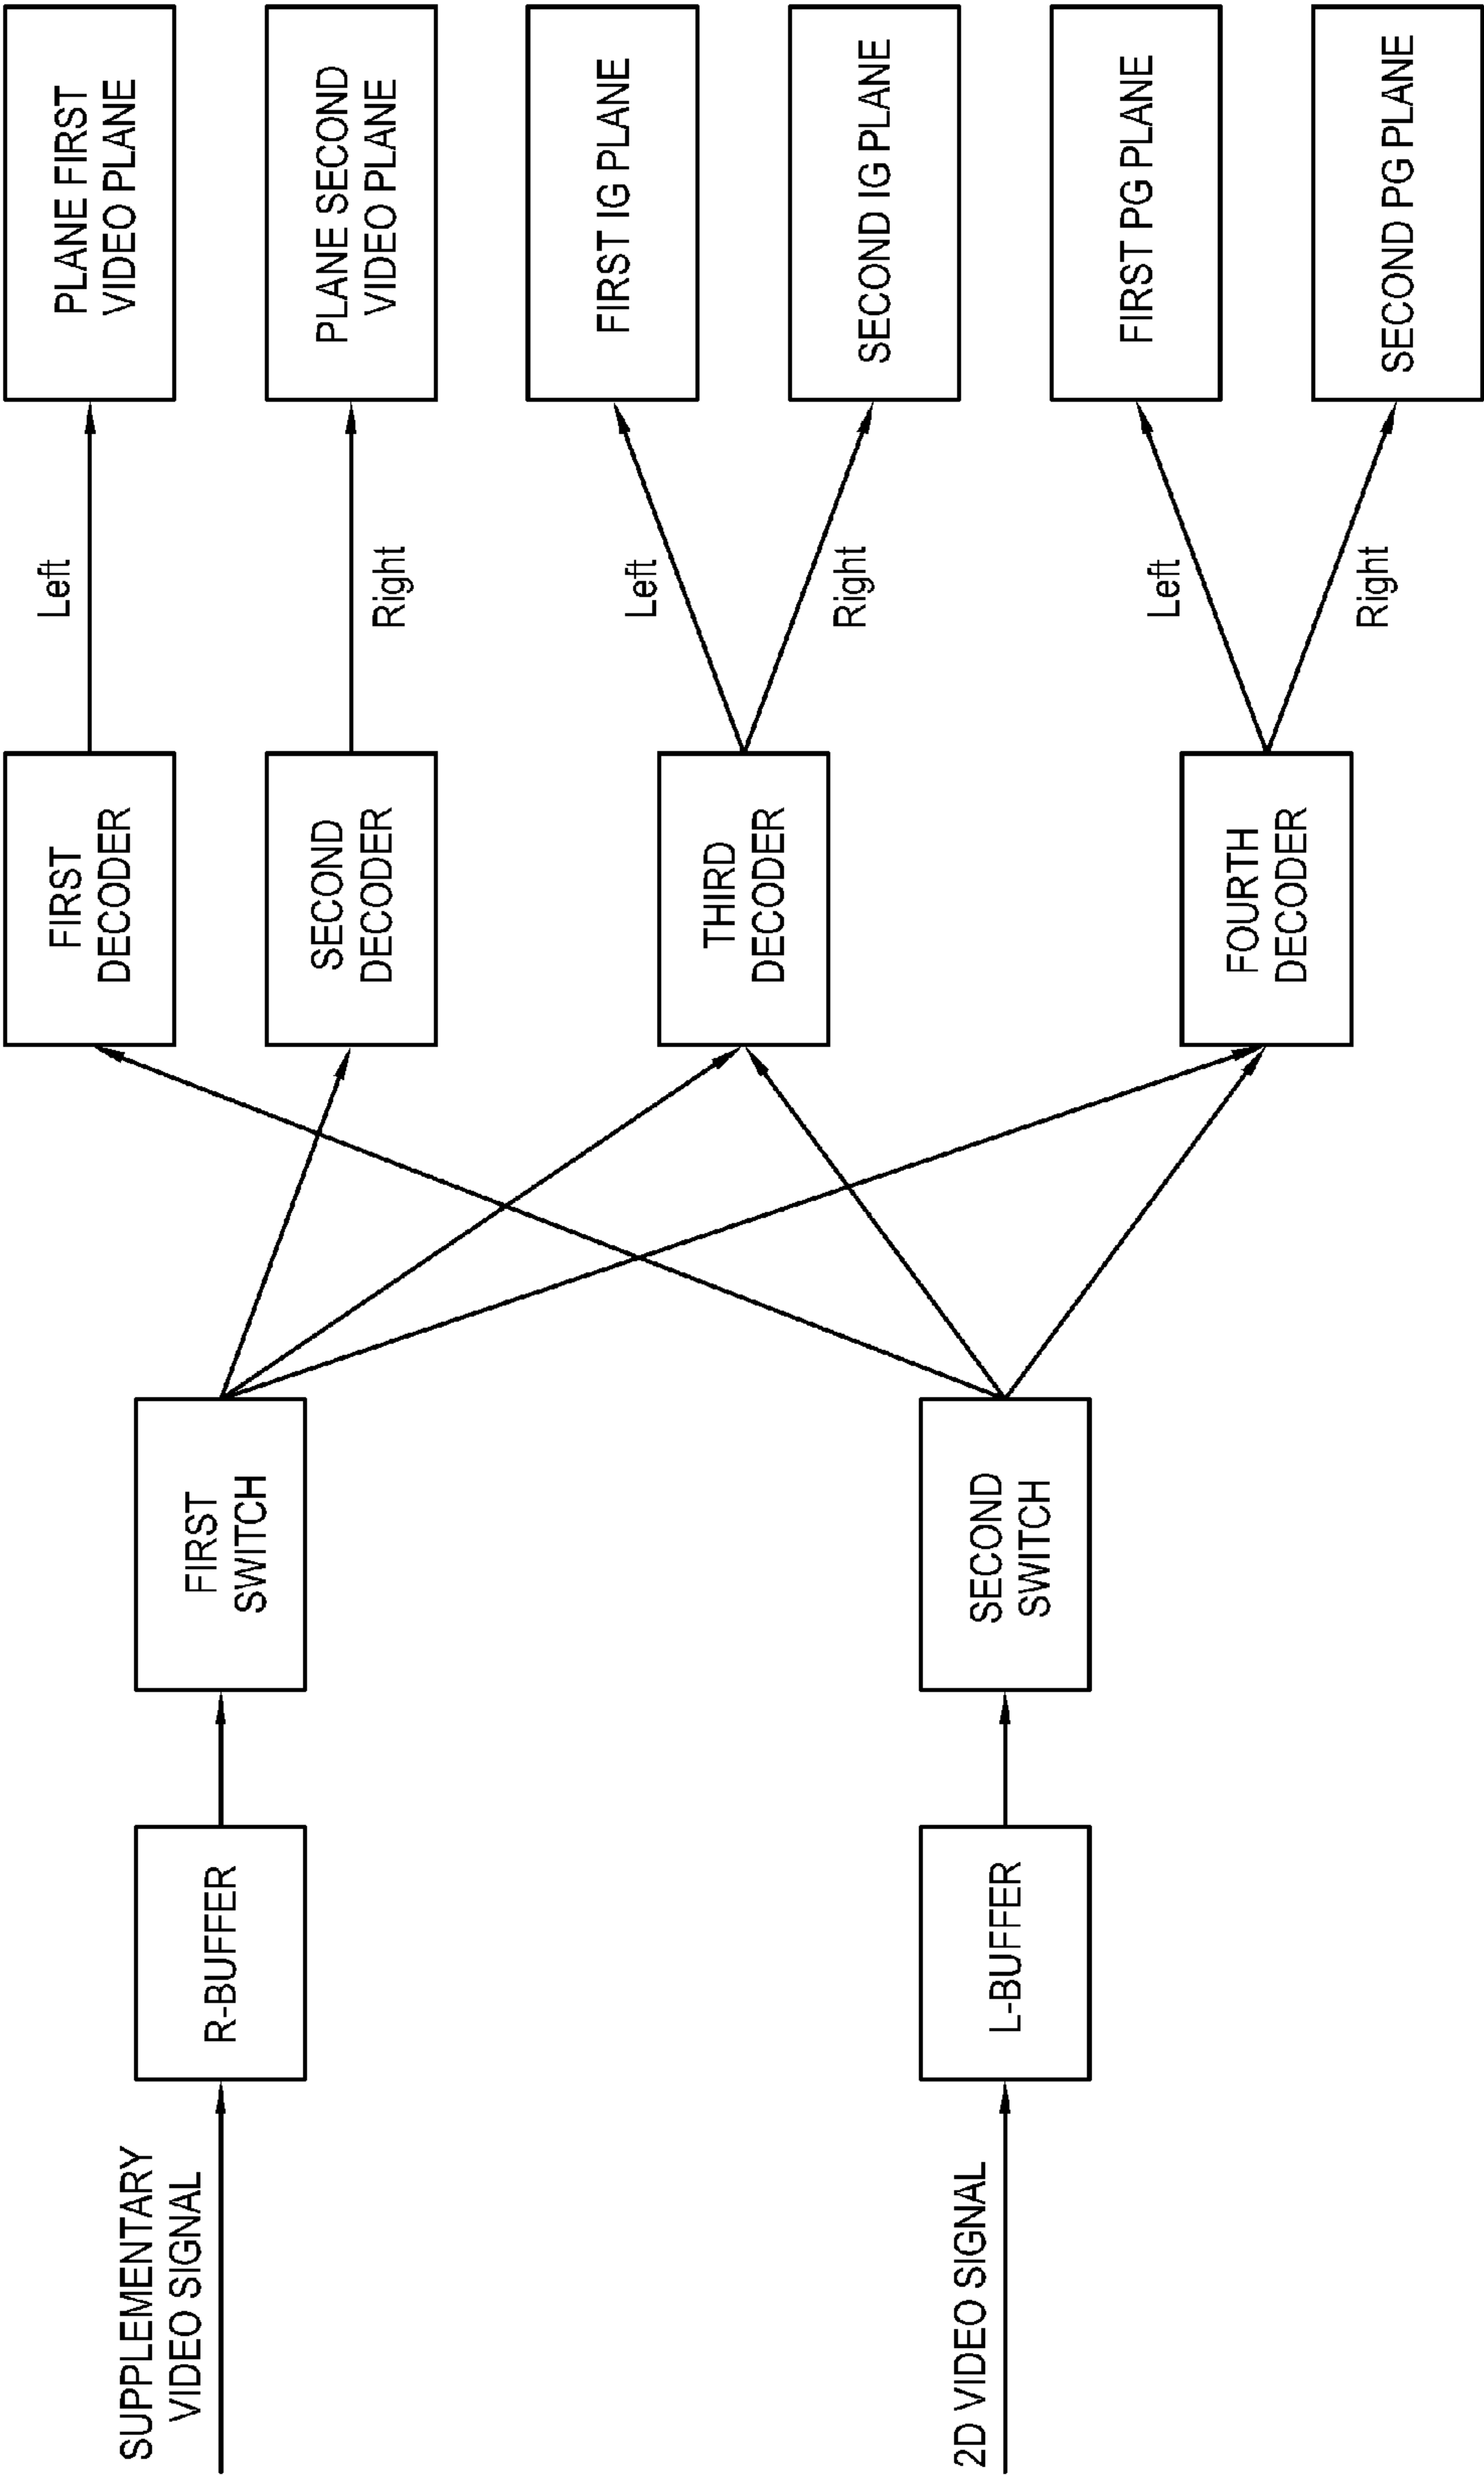 SUPPLEMENTARY
VIDEO SIGNAL
R-BUFFER
FIRST
SWITCH
2D VIDEO SIGNAL
L-BUFFER
SECOND
SWITCH
FIRST
DECODER
Left
PLANE FIRST
VIDEO PLANE
SECOND
DECODER
Right
PLANE SECOND
VIDEO PLANE
THIRD
DECODER
Left
FIRST IG PLANE
Right
SECOND IG PLANE
FOURTH
DECODER
Left
FIRST PG PLANE
Right
SECOND PG PLANE